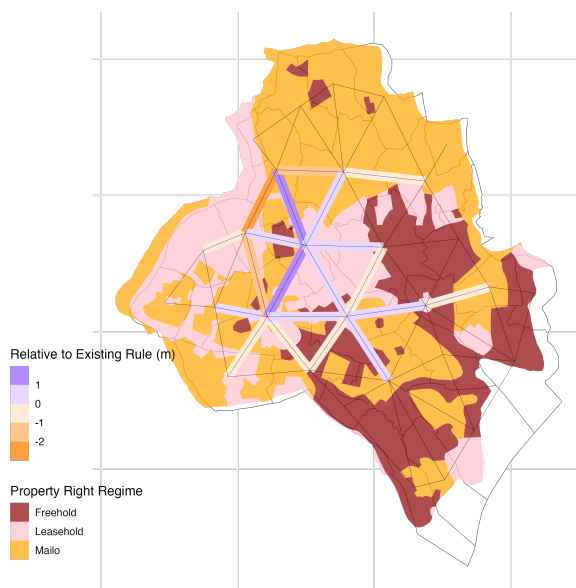 Relative to Existing Rule (m)
1
0
-1
-2
Property Right Regime
Freehold
Leasehold
Mailo